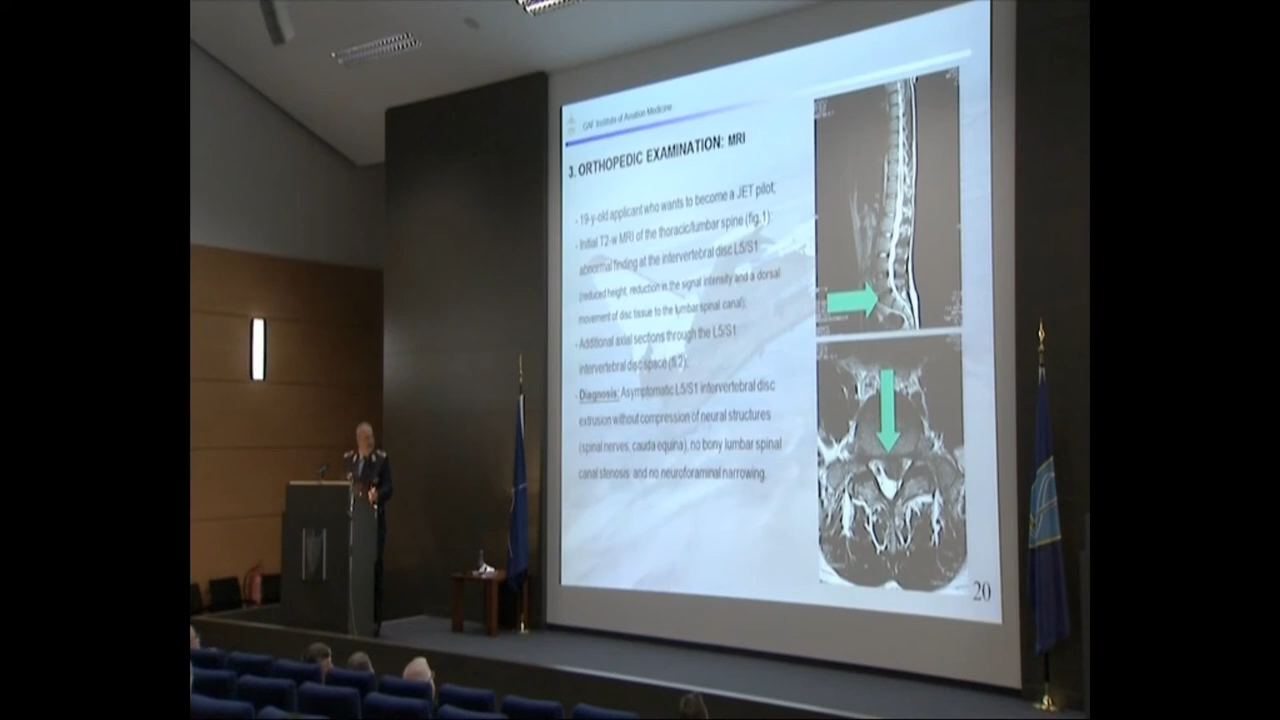 GAF Institute of Aviation Medicine
3. ORTHOPEDIC EXAMINATION: MRI
- 19-y-old applicant who wants to become a JET pilot;
- Initial T2-w MRI of the thoracic/lumbar spine (fig.1):
abnormal finding at the intervertebral disc L5/S1
(reduced height, reduction in the signal intensity and a dorsal
movement of disc tissue to the lumbar spinal canal);
- Additional axial sections through the L5/S1
intervertebral disc space
- Diagnosis: Asymptomatic L5/S1 intervertebral disc
extrusion without compression of neural structures
(spinal nerves, cauda equina), no bony lumbar spinal
canal stenosis and no neuroforaminal narrowing.
20